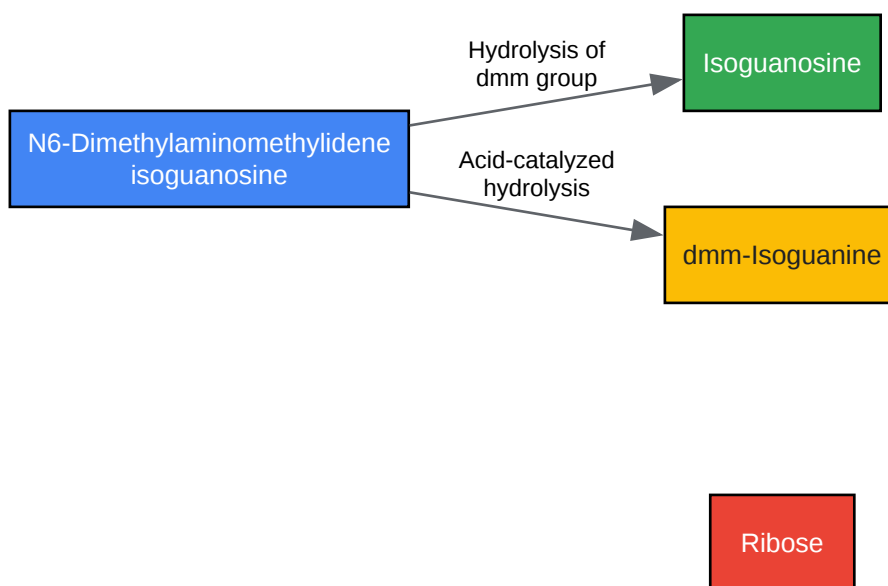 Hydrolysis of
dmm group
Isoguanosine
N6-Dimethylaminomethylidene
isoguanosine
Acid-catalyzed
hydrolysis
dmm-Isoguanine
Ribose